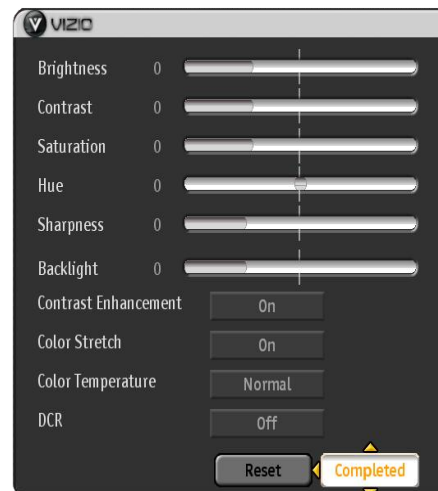 VIZIO
Brightness 0
Contrast 0
Saturation 0
Hue 0
Sharpness 0
Backlight 0
Contrast Enhancement On
Color Stretch On
Color Temperature Normal
DCR Off
Reset Completed